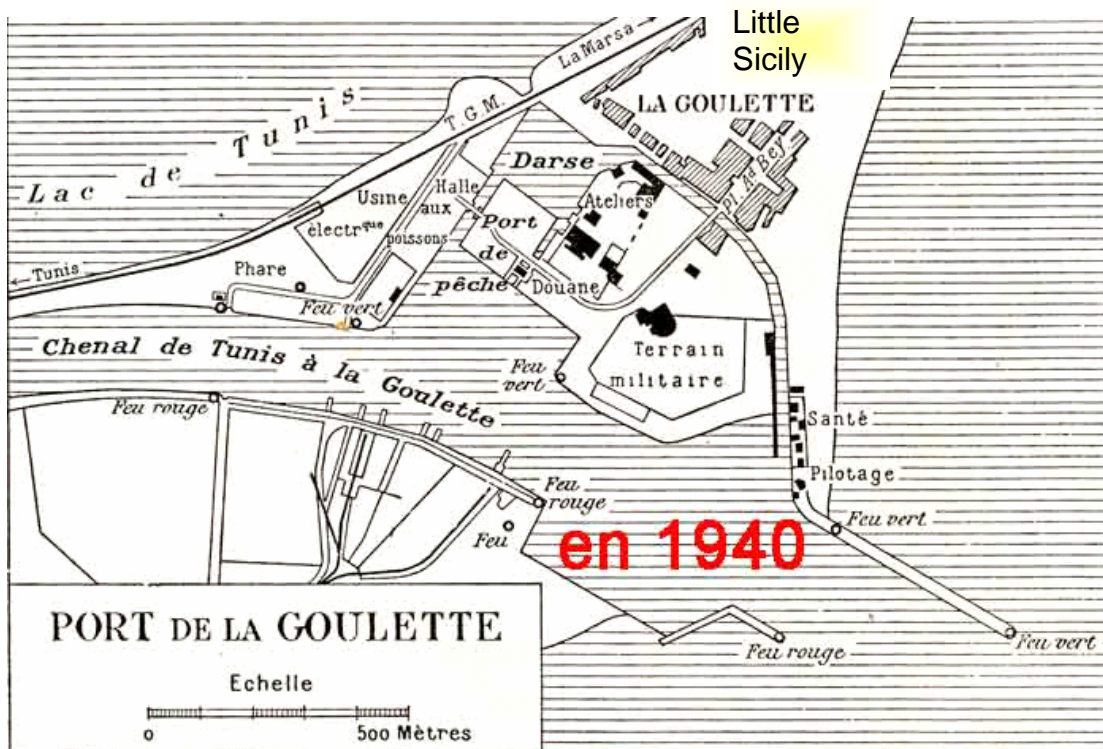 Little
Sicily
La Marsa
LA GOULETTE
T.G.M.
Lac de Tunis
Darse
Pl. Ad Bey
Usine
électrque
Halle
aux
poissons
Ateliers
Port
de
pêche
Douane
Tunis
Phare
Feu vert
Chenal de Tunis à la Goulette
Terrain
militaire
Feu
vert
Feu rouge
Santé
Pilotage
Feu
rouge
Feu
Feu vert
en 1940
PORT DE LA GOULETTE
Feu rouge
Feu vert
Echelle
0 500 Mètres